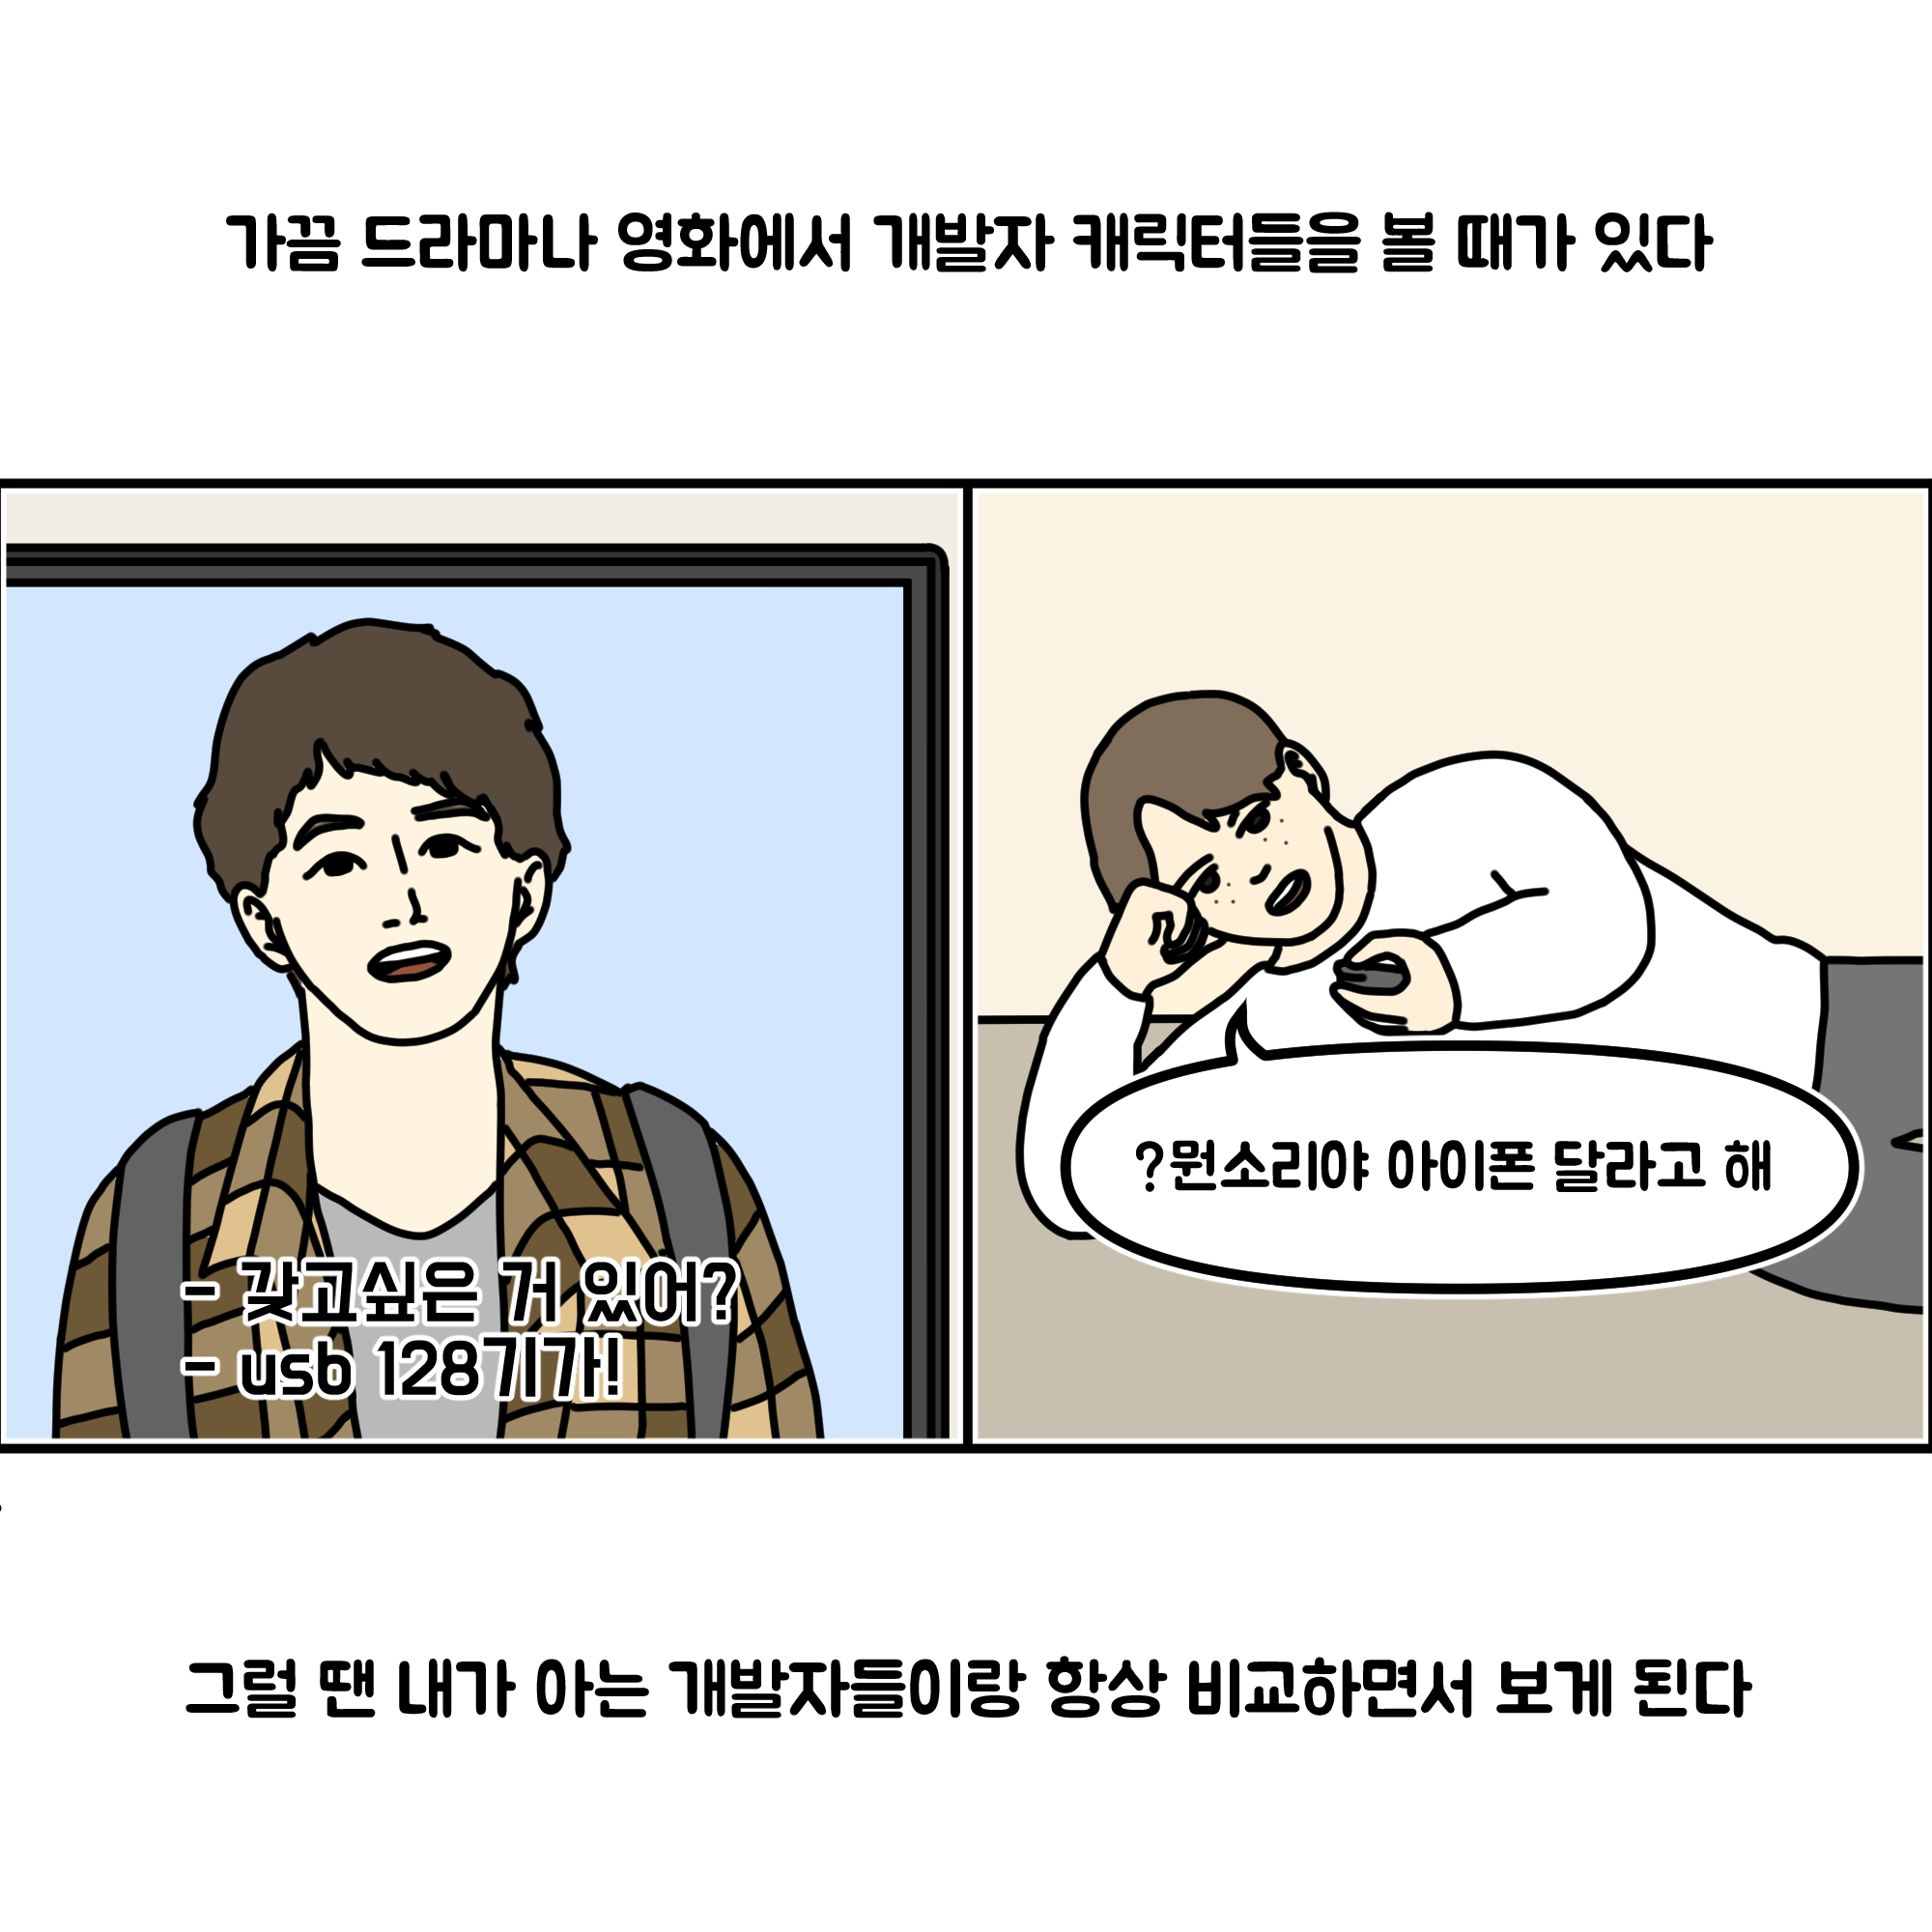 가끔 드라마나 영화에서 개발자 캐릭터들을 볼 때가 있다
- 갖고싶은 거 있어?
- usb 128기가!
?뭔소리야 아이폰 달라고 해
그럴 땐 내가 아는 개발자들이랑 항상 비교하면서 보게 된다